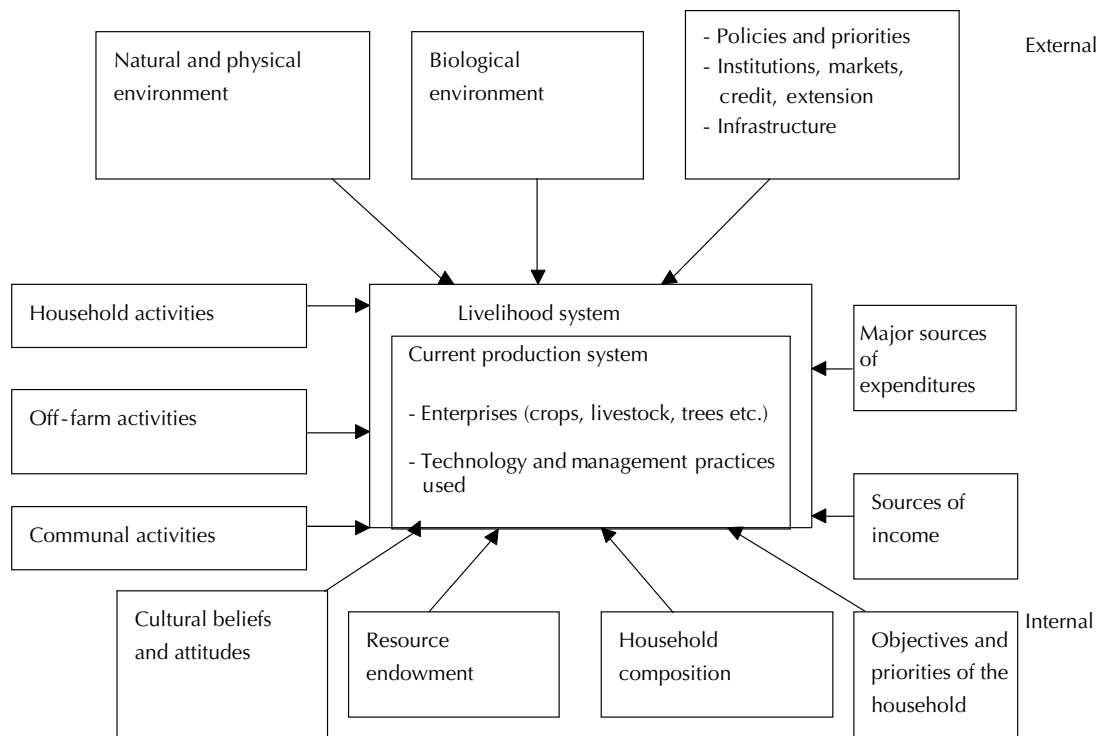 Natural and physical
environment
Biological
environment
- Policies and priorities
- Institutions, markets,
credit, extension
- Infrastructure
External
Household activities
Off-farm activities
Communal activities
Livelihood system
Current production system
- Enterprises (crops, livestock, trees etc.)
- Technology and management practices
used
Major sources
of
expenditures
Sources of
income
Cultural beliefs
and attitudes
Resource
endowment
Household
composition
Objectives and
priorities of the
household
Internal